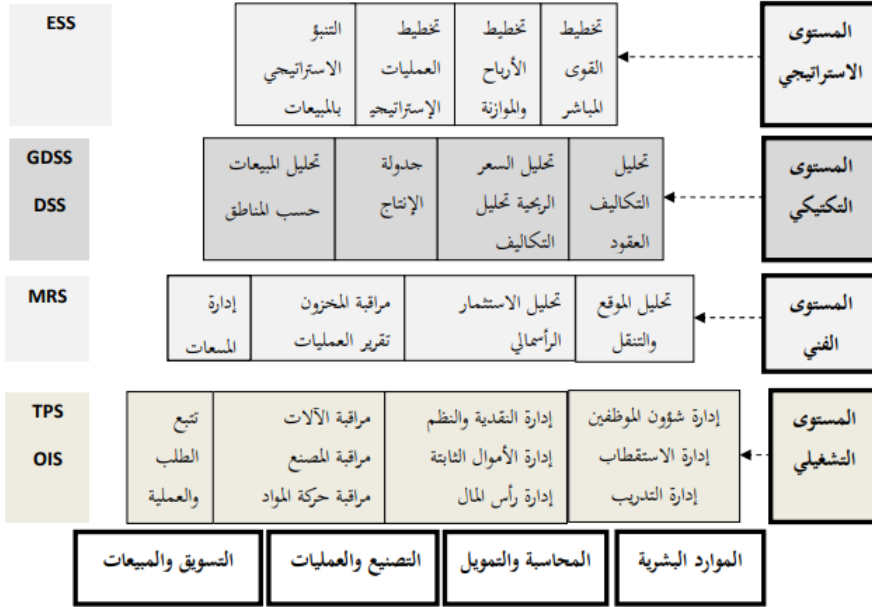 المستوى
الاستراتيجي
تخطيط
القوى
المباشر
تخطيط
الأرباح
والموازنة
تخطيط
العمليات
الإستراتيجي
التنبؤ
الاستراتيجي
بالمبيعات
ESS
المستوى
التكتيكي
تحليل
التكاليف
العقود
تحليل السعر
الربحية تحليل
التكاليف
جدولة
الإنتاج
تحليل المبيعات
حسب المناطق
GDSS
DSS
المستوى
الفني
تحليل الموقع
والتنقل
تحليل الاستثمار
الرأسمالي
مراقبة المخزون
تقرير العمليات
إدارة
MRS
المستوى
التشغيلي
إدارة شؤون الموظفين
إدارة الاستقطاب
إدارة التدريب
إدارة النقدية والنظم
إدارة الأموال الثابتة
إدارة رأس المال
مراقبة الآلات
مراقبة المصنع
مراقبة حركة المواد
تتبع
الطلب
والعملية
TPS
OIS
الموارد البشرية
المحاسبة والتمويل
التصنيع والعمليات
التسويق والمبيعات